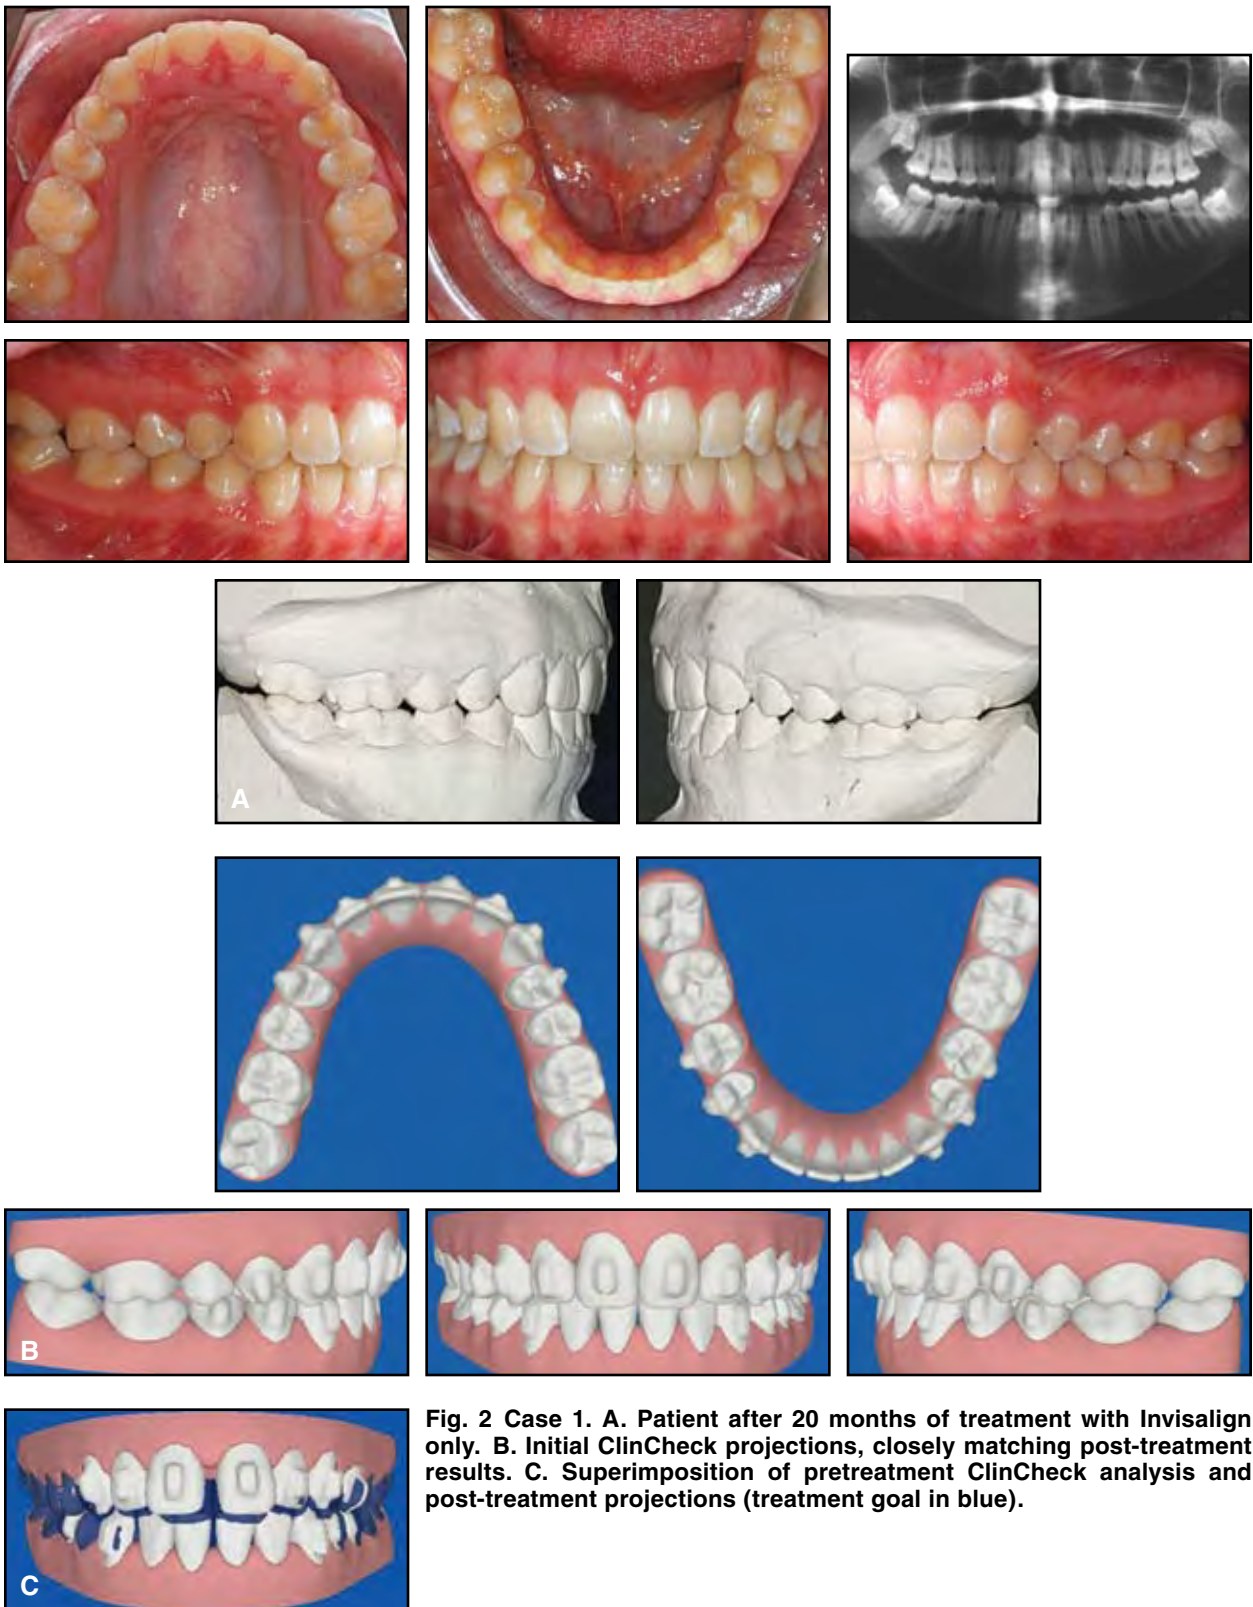 A
B
C
Fig. 2 Case 1. A. Patient after 20 months of treatment with Invisalign
only. B. Initial ClinCheck projections, closely matching post-treatment
results. C. Superimposition of pretreatment ClinCheck analysis and
post-treatment projections (treatment goal in blue).